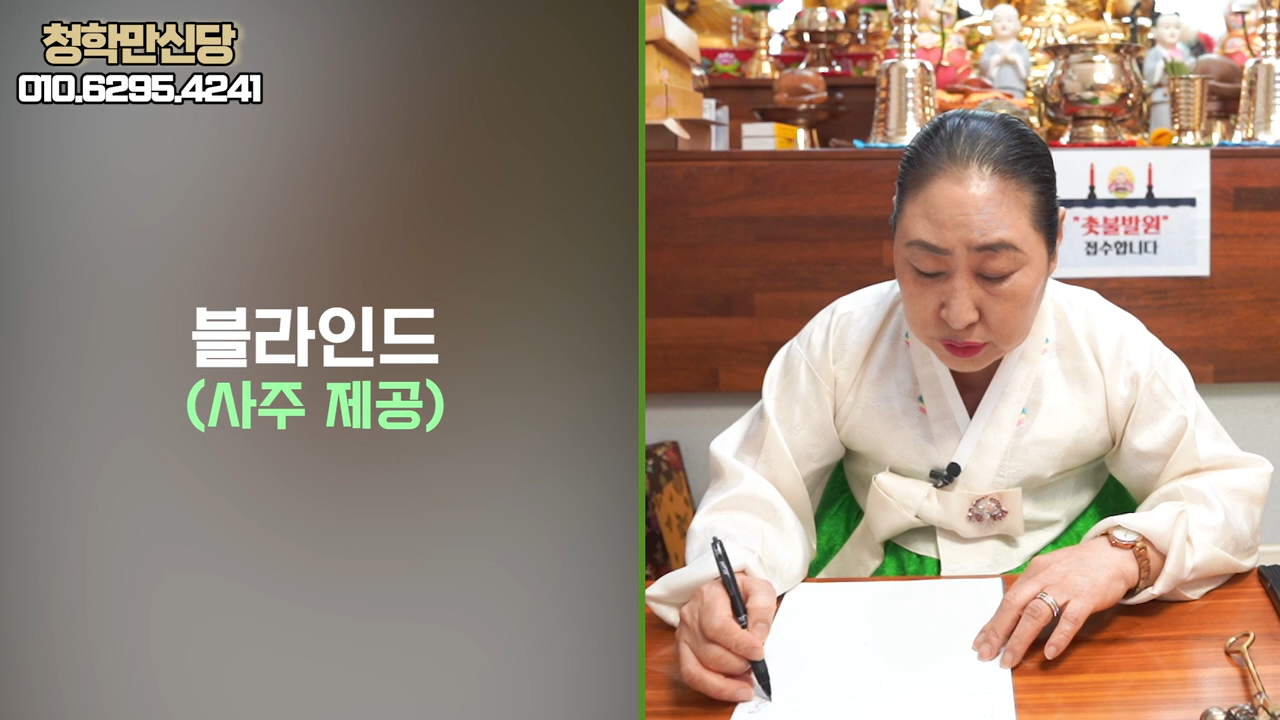 청학만신당
010.6295.4241
블라인드
(사주 제공)
"촛불발원"
접수합니다